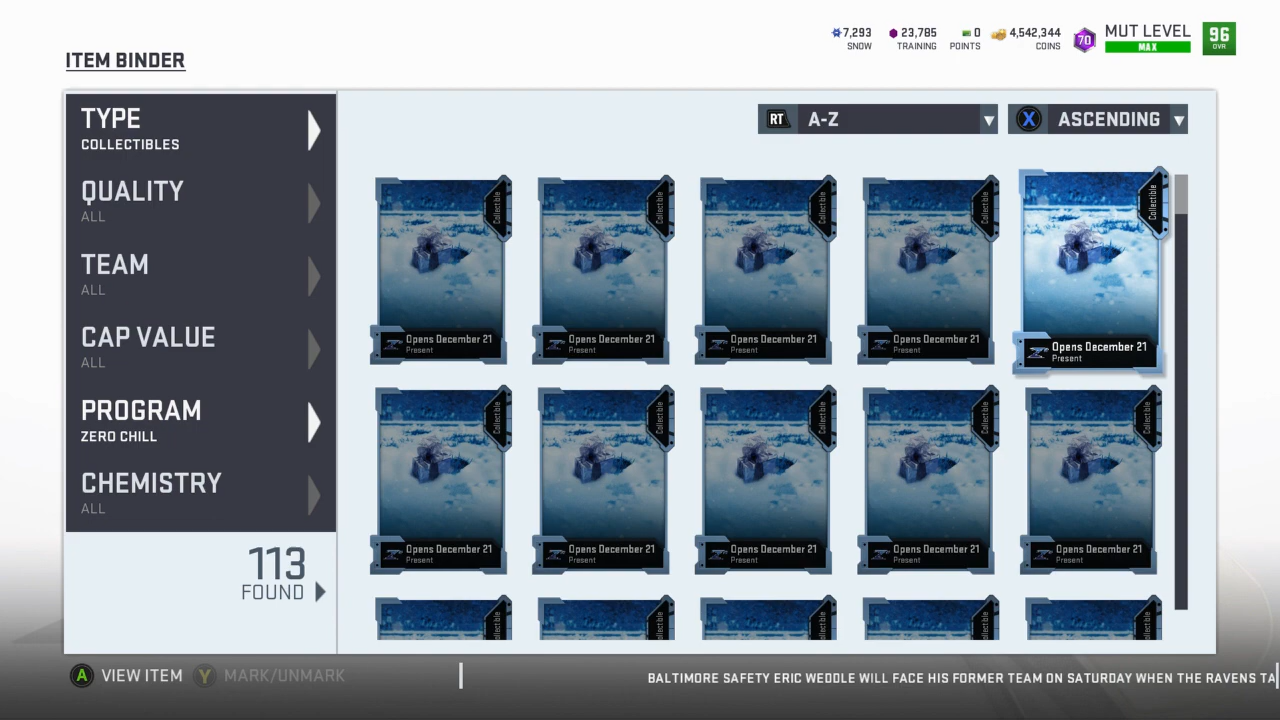 ITEM BINDER
7,293
SNOW
23,785
TRAINING
0
POINTS
4,542,344
COINS
70
MUT LEVEL
MAX
96
OVR
TYPE
COLLECTIBLES
QUALITY
ALL
TEAM
ALL
CAP VALUE
ALL
PROGRAM
ZERO CHILL
CHEMISTRY
ALL
113
FOUND
RT
A-Z
X
ASCENDING
Collectible
Collectible
Collectible
Collectible
Collectible
Opens December 21
Present
Opens December 21
Present
Opens December 21
Present
Opens December 21
Present
Opens December 21
Present
Collectible
Collectible
Collectible
Collectible
Collectible
Opens December 21
Present
Opens December 21
Present
Opens December 21
Present
Opens December 21
Present
Opens December 21
Present
Collectible
Collectible
Collectible
Collectible
Collectible
A VIEW ITEM
Y MARK/UNMARK
BALTIMORE SAFETY ERIC WEDDLE WILL FACE HIS FORMER TEAM ON SATURDAY WHEN THE RAVENS TA